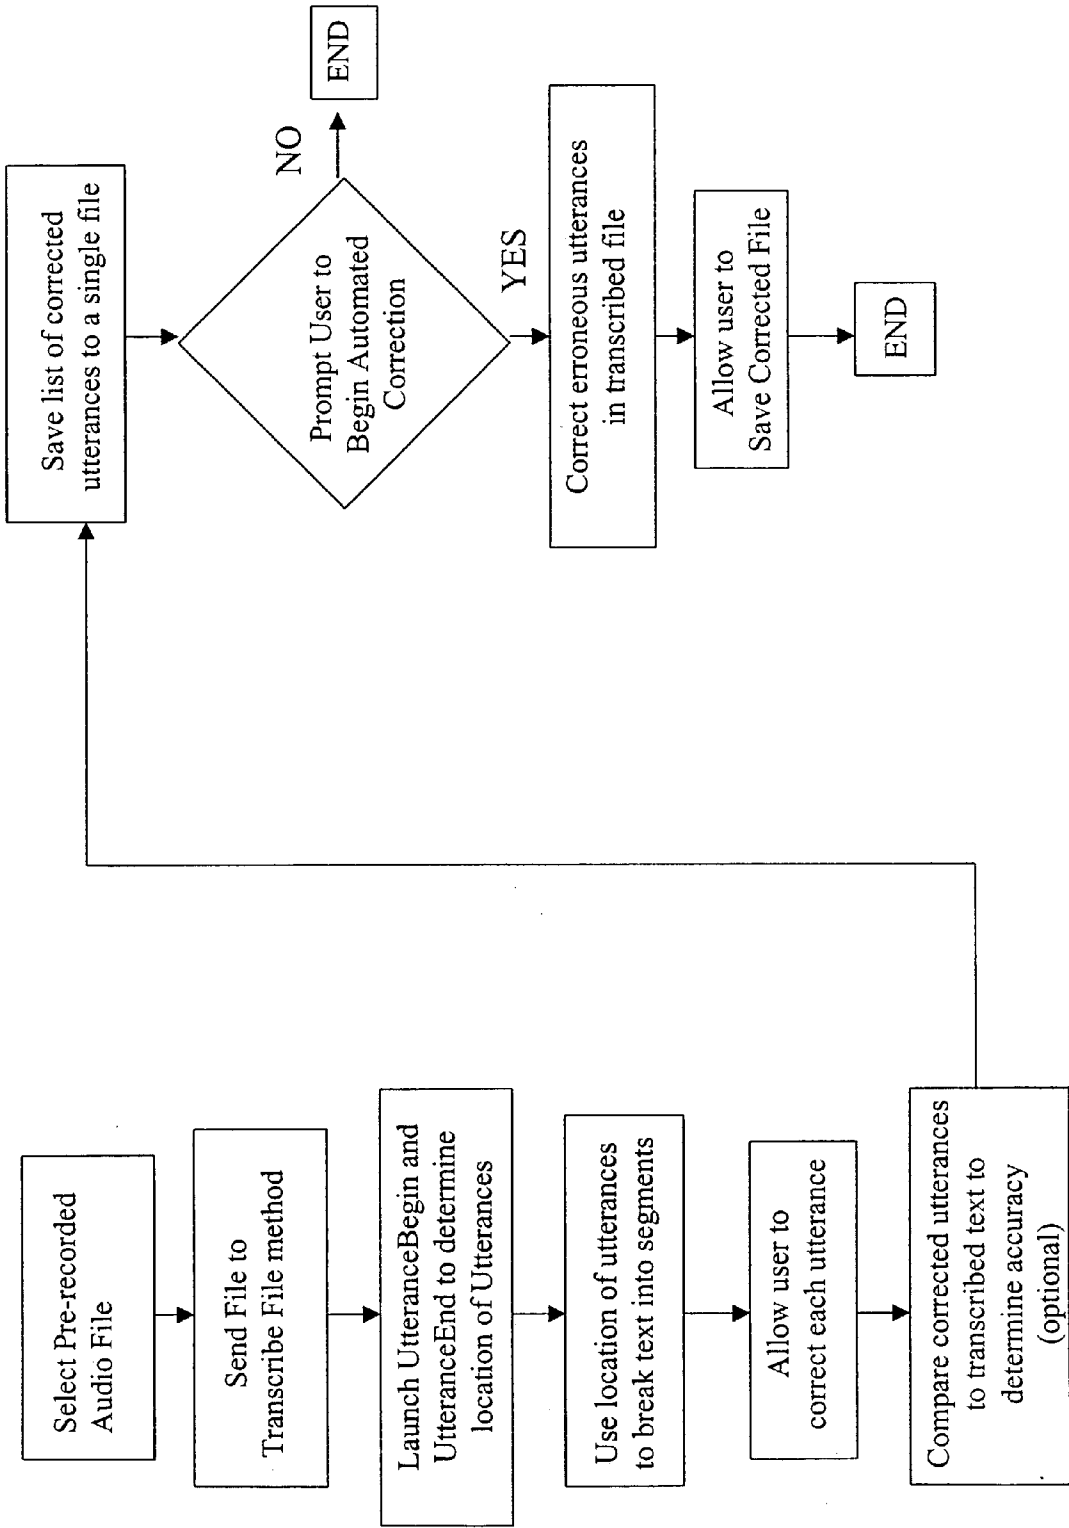 Select Pre-recorded
Audio File
Send File to
Transcribe File method
Launch UtteranceBegin and
UtteranceEnd to determine
location of Utterances
Use location of utterances
to break text into segments
Allow user to
correct each utterance
Compare corrected utterances
to transcribed text to
determine accuracy
(optional)
Save list of corrected
utterances to a single file
Prompt User to
Begin Automated
Correction
NO
END
YES
Correct erroneous utterances
in transcribed file
Allow user to
Save Corrected File
END